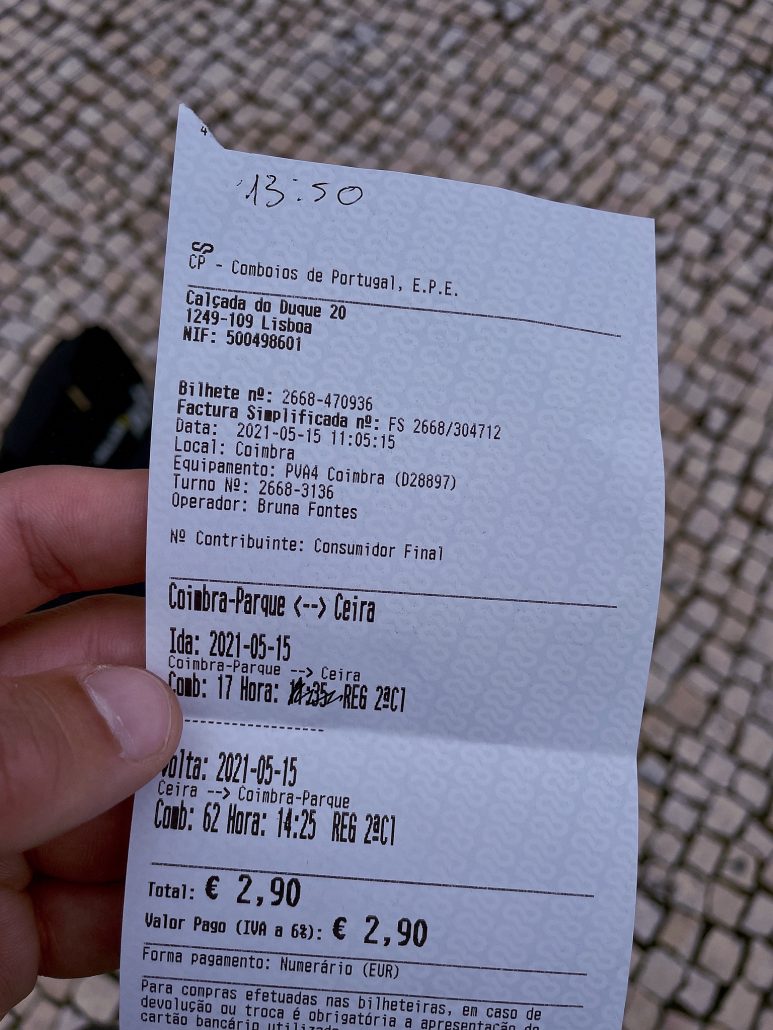 4
13:50
CP - Comboios de Portugal, E.P.E.
Calçada do Duque 20
1249-109 Lisboa
NIF: 500498601
Bilhete nº: 2668-470936
Factura Simplificada nº: FS 2668/304712
Data: 2021-05-15 11:05:15
Local: Coimbra
Equipamento: PVA4 Coimbra (D28897)
Turno Nº: 2668-3136
Operador: Bruna Fontes
Nº Contribuinte: Consumidor Final
Coimbra-Parque <--> Ceira
Ida: 2021-05-15
Coimbra-Parque --> Ceira
Comb: 17 Hora: REG 2ªCl
--------------------
Volta: 2021-05-15
Ceira --> Coimbra-Parque
Comb: 62 Hora: 14:25 REG 2ªCl
Total: € 2,90
Valor Pago (IVA a 6%): € 2,90
Forma pagamento: Numerário (EUR)
Para compras efetuadas nas bilheteiras, em caso de
devolução ou troca é obrigatória a apresentação do
cartão bancário